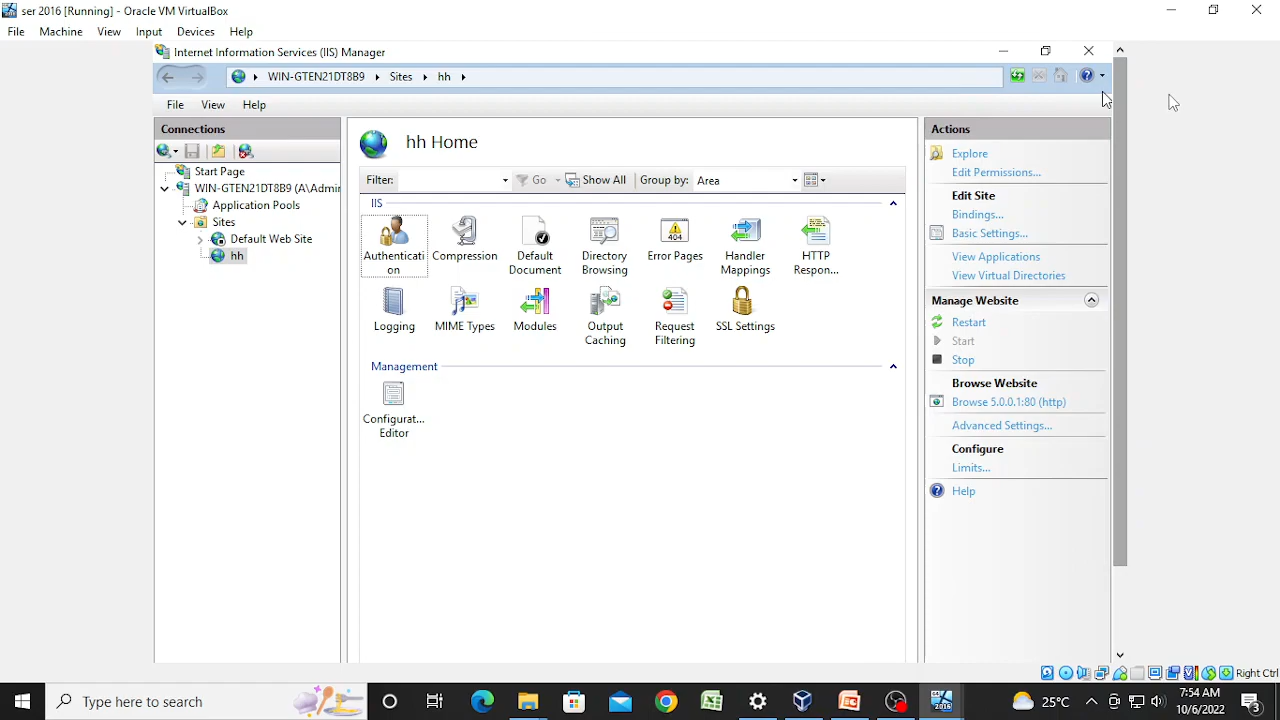 ser 2016 [Running] - Oracle VM VirtualBox
File Machine View Input Devices Help
Internet Information Services (IIS) Manager
WIN-GTEN21DT8B9 Sites hh
File View Help
Connections
Start Page
WIN-GTEN21DT8B9 (A\Admin
Application Pools
Sites
Default Web Site
hh
hh Home
Filter: Go Show All Group by: Area
IIS
Authenticati
on
Compression
Default
Document
Directory
Browsing
404
Error Pages
Handler
Mappings
HTTP
Respon...
Logging
MIME Types
Modules
Output
Caching
Request
Filtering
SSL Settings
Management
Configurat...
Editor
Actions
Explore
Edit Permissions...
Edit Site
Bindings...
Basic Settings...
View Applications
View Virtual Directories
Manage Website
Restart
Start
Stop
Browse Website
Browse 5.0.0.1:80 (http)
Advanced Settings...
Configure
Limits...
Help
Right Ctrl
Type here to search
2016
25°C
7:54 AM
10/6/2022
3